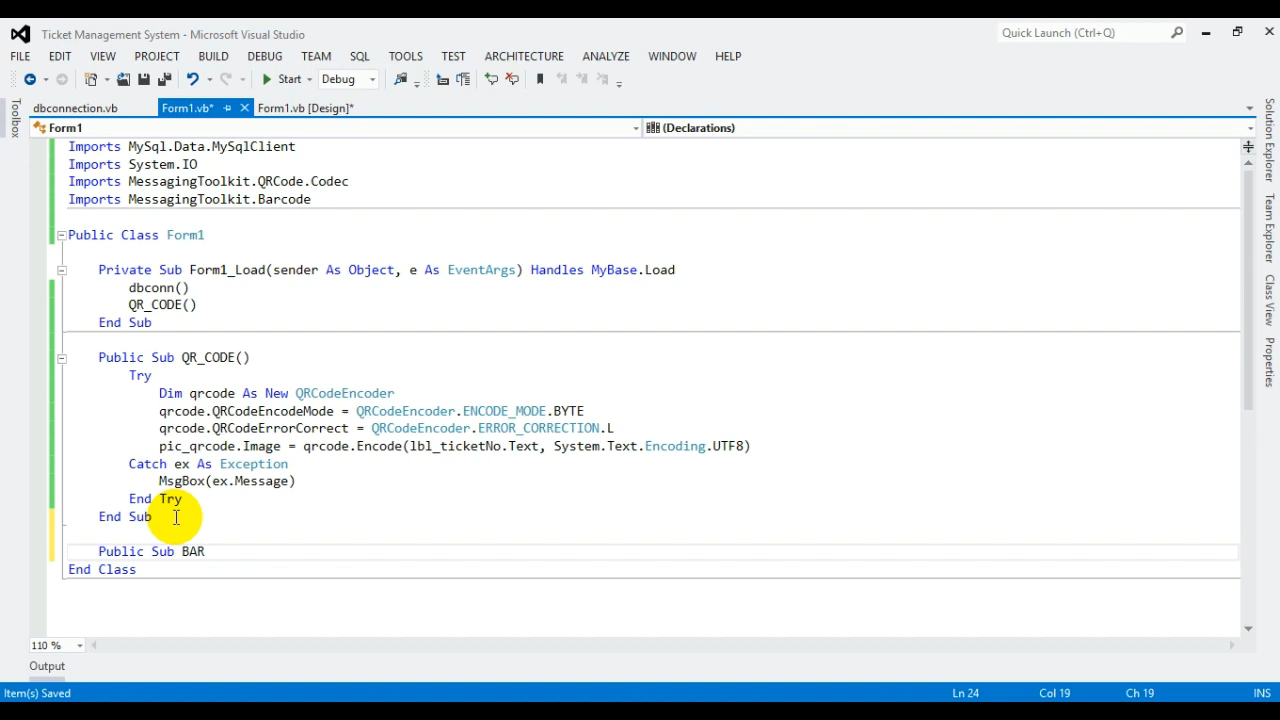 Ticket Management System - Microsoft Visual Studio
Quick Launch (Ctrl+Q)
FILE EDIT VIEW PROJECT BUILD DEBUG TEAM SQL TOOLS TEST ARCHITECTURE ANALYZE WINDOW HELP
Start Debug
Toolbox
dbconnection.vb Form1.vb* Form1.vb [Design]*
Form1 (Declarations)
Imports MySql.Data.MySqlClient
Imports System.IO
Imports MessagingToolkit.QRCode.Codec
Imports MessagingToolkit.Barcode
Public Class Form1
Private Sub Form1_Load(sender As Object, e As EventArgs) Handles MyBase.Load
dbconn()
QR_CODE()
End Sub
Public Sub QR_CODE()
Try
Dim qrcode As New QRCodeEncoder
qrcode.QRCodeEncodeMode = QRCodeEncoder.ENCODE_MODE.BYTE
qrcode.QRCodeErrorCorrect = QRCodeEncoder.ERROR_CORRECTION.L
pic_qrcode.Image = qrcode.Encode(lbl_ticketNo.Text, System.Text.Encoding.UTF8)
Catch ex As Exception
MsgBox(ex.Message)
End Try
End Sub
Public Sub BAR
End Class
Solution Explorer
Team Explorer
Class View
Properties
110 %
Output
Item(s) Saved Ln 24 Col 19 Ch 19 INS